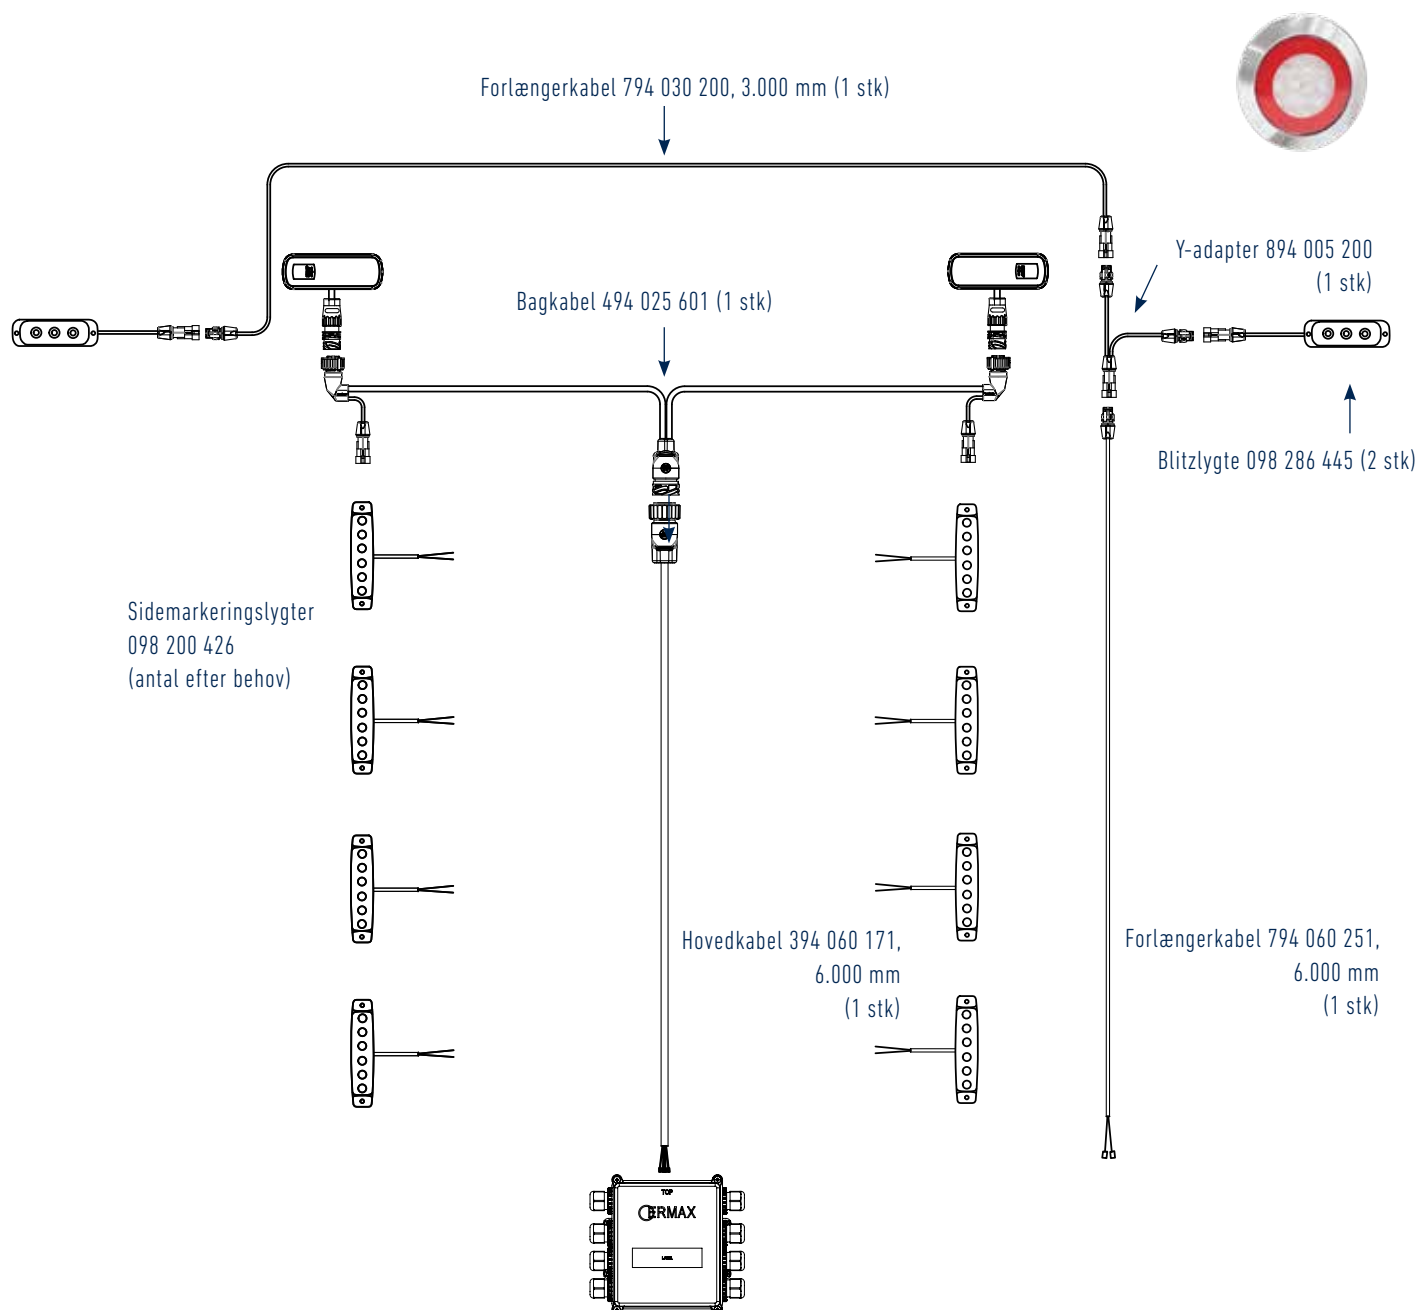 Forlængerkabel 794 030 200, 3.000 mm (1 stk)
Y-adapter 894 005 200
(1 stk)
Bagkabel 494 025 601 (1 stk)
Blitzlygte 098 286 445 (2 stk)
Sidemarkeringslygter
098 200 426
(antal efter behov)
Hovedkabel 394 060 171,
6.000 mm
(1 stk)
Forlængerkabel 794 060 251,
6.000 mm
(1 stk)
TOP
ERMAX
LABEL